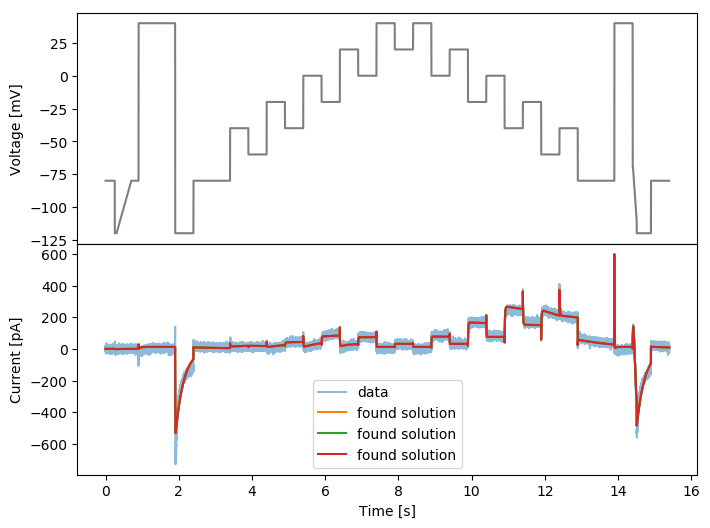 Voltage [mV]
25
0
−25
−50
−75
−100
−125
Current [pA]
600
400
200
0
−200
−400
−600
data
found solution
found solution
found solution
0 2 4 6 8 10 12 14 16
Time [s]